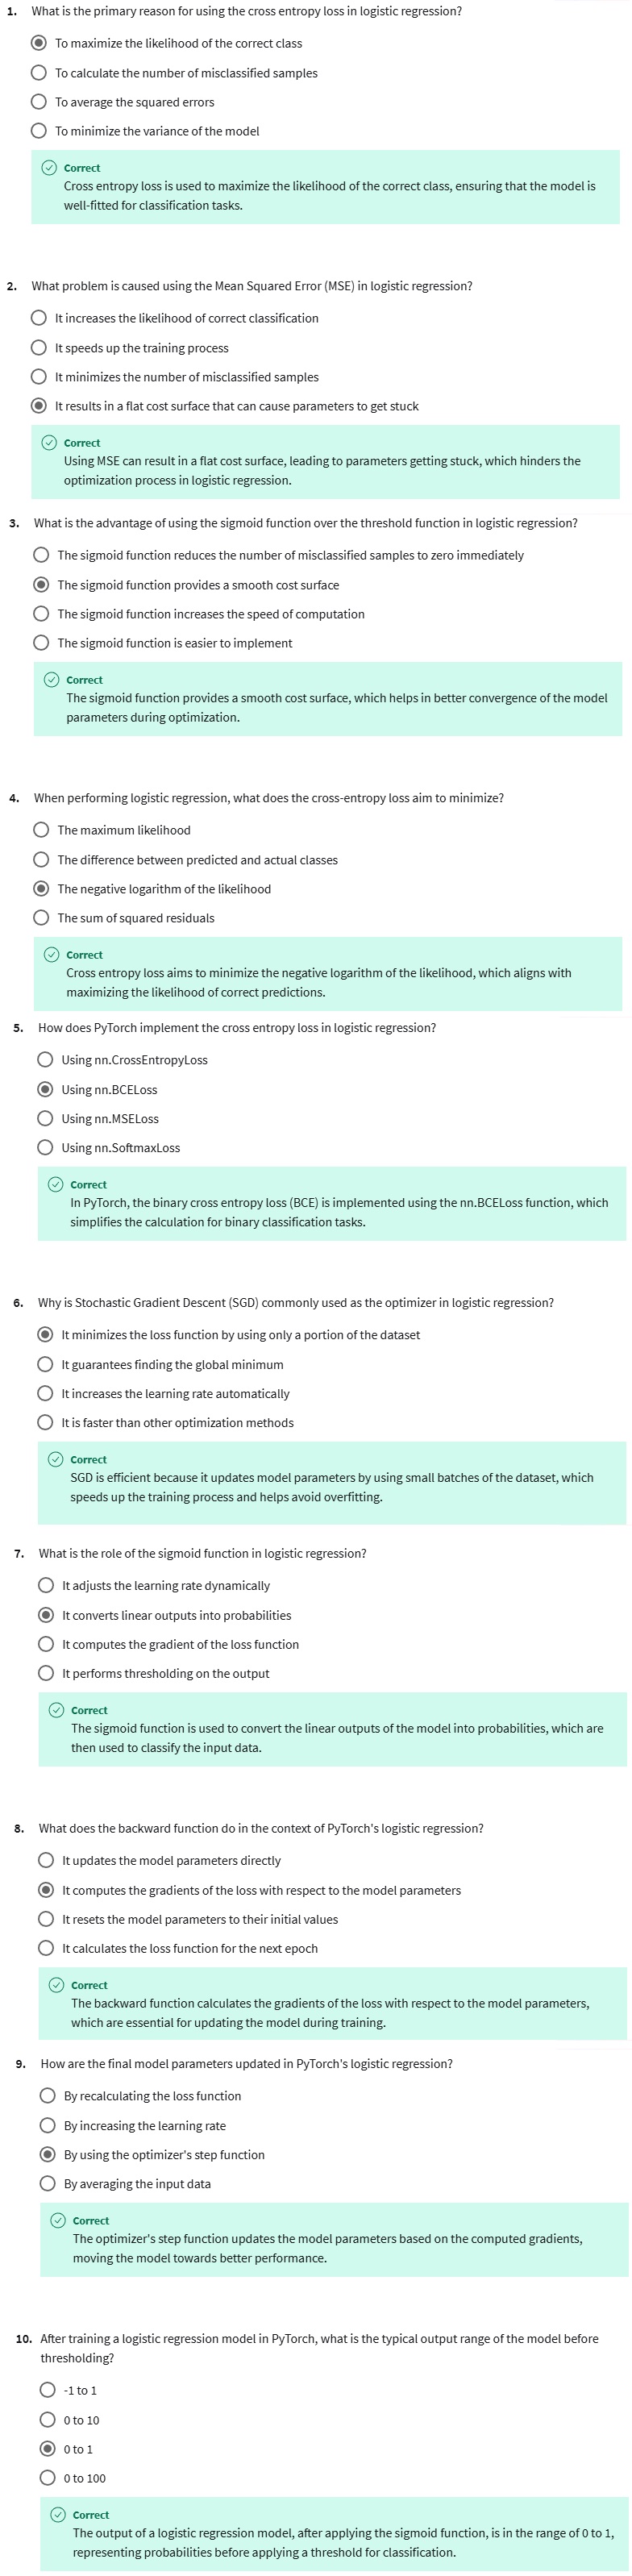 1. What is the primary reason for using the cross entropy loss in logistic regression?
To maximize the likelihood of the correct class
To calculate the number of misclassified samples
To average the squared errors
To minimize the variance of the model
Correct
Cross entropy loss is used to maximize the likelihood of the correct class, ensuring that the model is
well-fitted for classification tasks.
2. What problem is caused using the Mean Squared Error (MSE) in logistic regression?
It increases the likelihood of correct classification
It speeds up the training process
It minimizes the number of misclassified samples
It results in a flat cost surface that can cause parameters to get stuck
Correct
Using MSE can result in a flat cost surface, leading to parameters getting stuck, which hinders the
optimization process in logistic regression.
3. What is the advantage of using the sigmoid function over the threshold function in logistic regression?
The sigmoid function reduces the number of misclassified samples to zero immediately
The sigmoid function provides a smooth cost surface
The sigmoid function increases the speed of computation
The sigmoid function is easier to implement
Correct
The sigmoid function provides a smooth cost surface, which helps in better convergence of the model
parameters during optimization.
4. When performing logistic regression, what does the cross-entropy loss aim to minimize?
The maximum likelihood
The difference between predicted and actual classes
The negative logarithm of the likelihood
The sum of squared residuals
Correct
Cross entropy loss aims to minimize the negative logarithm of the likelihood, which aligns with
maximizing the likelihood of correct predictions.
5. How does PyTorch implement the cross entropy loss in logistic regression?
Using nn.CrossEntropyLoss
Using nn.BCELoss
Using nn.MSELoss
Using nn.SoftmaxLoss
Correct
In PyTorch, the binary cross entropy loss (BCE) is implemented using the nn.BCELoss function, which
simplifies the calculation for binary classification tasks.
6. Why is Stochastic Gradient Descent (SGD) commonly used as the optimizer in logistic regression?
It minimizes the loss function by using only a portion of the dataset
It guarantees finding the global minimum
It increases the learning rate automatically
It is faster than other optimization methods
Correct
SGD is efficient because it updates model parameters by using small batches of the dataset, which
speeds up the training process and helps avoid overfitting.
7. What is the role of the sigmoid function in logistic regression?
It adjusts the learning rate dynamically
It converts linear outputs into probabilities
It computes the gradient of the loss function
It performs thresholding on the output
Correct
The sigmoid function is used to convert the linear outputs of the model into probabilities, which are
then used to classify the input data.
8. What does the backward function do in the context of PyTorch's logistic regression?
It updates the model parameters directly
It computes the gradients of the loss with respect to the model parameters
It resets the model parameters to their initial values
It calculates the loss function for the next epoch
Correct
The backward function calculates the gradients of the loss with respect to the model parameters,
which are essential for updating the model during training.
9. How are the final model parameters updated in PyTorch's logistic regression?
By recalculating the loss function
By increasing the learning rate
By using the optimizer's step function
By averaging the input data
Correct
The optimizer's step function updates the model parameters based on the computed gradients,
moving the model towards better performance.
10. After training a logistic regression model in PyTorch, what is the typical output range of the model before
thresholding?
-1 to 1
0 to 10
0 to 1
0 to 100
Correct
The output of a logistic regression model, after applying the sigmoid function, is in the range of 0 to 1,
representing probabilities before applying a threshold for classification.